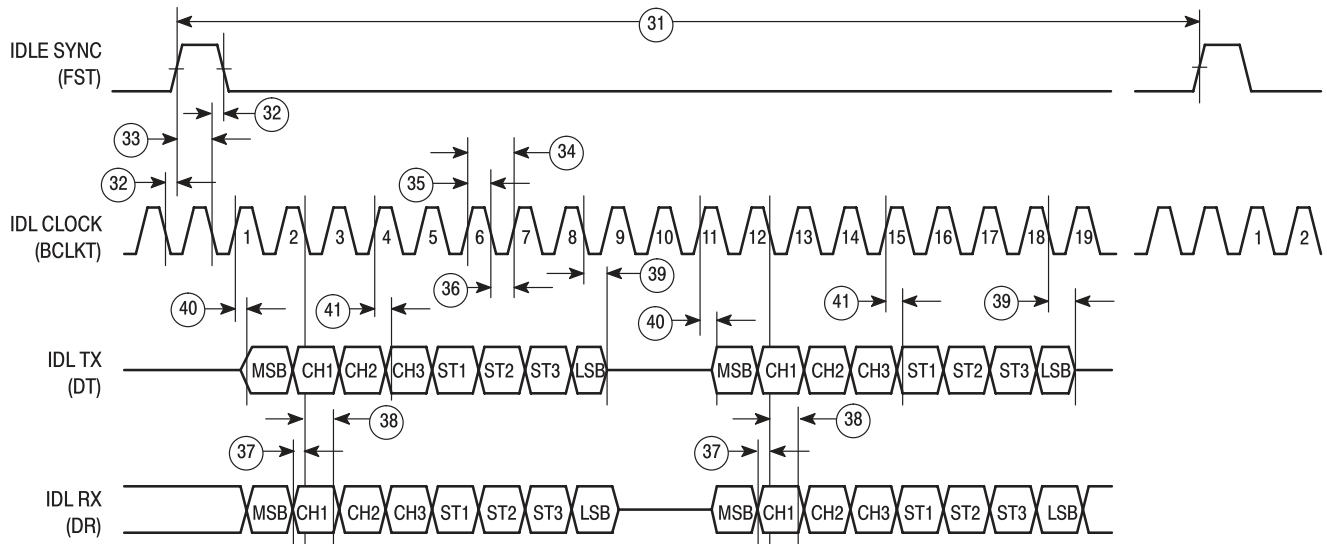 31
IDLE SYNC
(FST)
32
33
34
32
35
IDL CLOCK
(BCLKT)
1 2 3 4 5 6 7 8 9 10 11 12 13 14 15 16 17 18 19 1 2
39
36
40 41 41 39
40
IDL TX
(DT)
MSB CH1 CH2 CH3 ST1 ST2 ST3 LSB MSB CH1 CH2 CH3 ST1 ST2 ST3 LSB
38 38
37 37
IDL RX
(DR)
MSB CH1 CH2 CH3 ST1 ST2 ST3 LSB MSB CH1 CH2 CH3 ST1 ST2 ST3 LSB